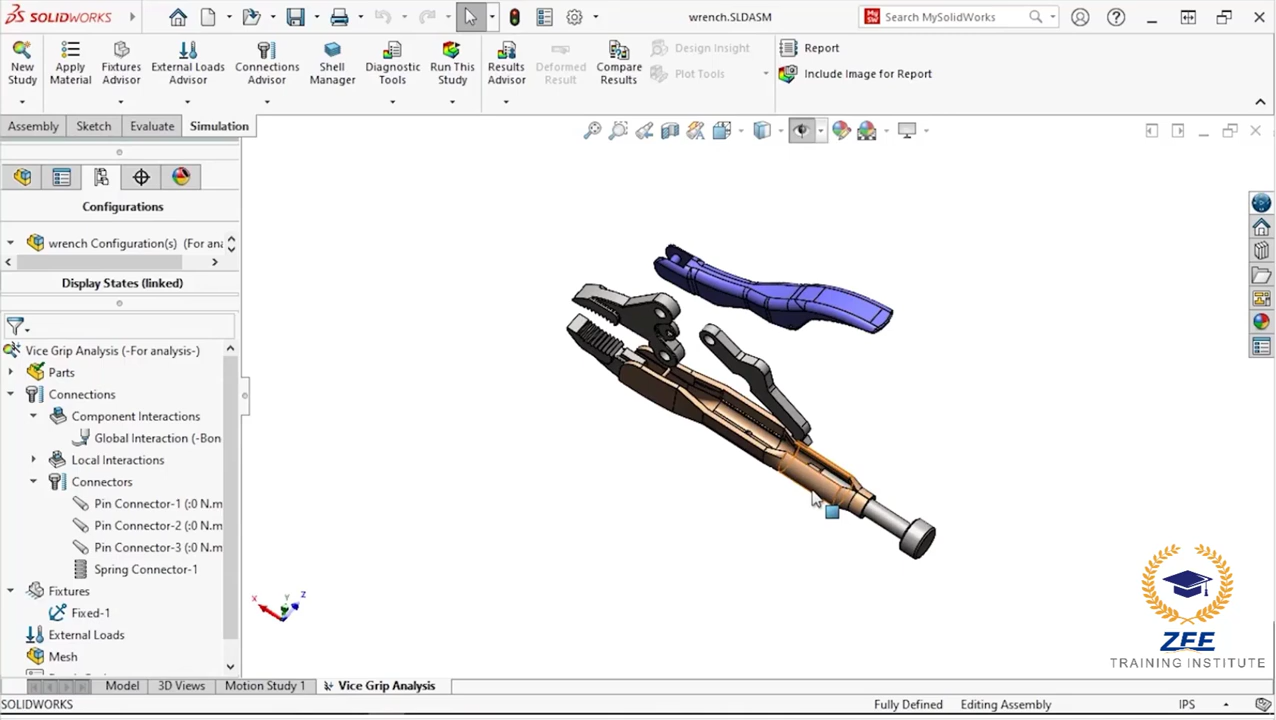 SOLIDWORKS
wrench.SLDASM
Search MySolidWorks
New Study
Apply Material
Fixtures Advisor
External Loads Advisor
Connections Advisor
Shell Manager
Diagnostic Tools
Run This Study
Results Advisor
Deformed Result
Compare Results
Design Insight
Plot Tools
Report
Include Image for Report
Assembly
Sketch
Evaluate
Simulation
Configurations
wrench Configuration(s) (For ana
Display States (linked)
Vice Grip Analysis (-For analysis-)
Parts
Connections
Component Interactions
Global Interaction (-Bon
Local Interactions
Connectors
Pin Connector-1 (:0 N.m
Pin Connector-2 (:0 N.m
Pin Connector-3 (:0 N.m
Spring Connector-1
Fixtures
Fixed-1
External Loads
Mesh
X Y Z
ZEE
TRAINING INSTITUTE
Model
3D Views
Motion Study 1
Vice Grip Analysis
SOLIDWORKS
Fully Defined
Editing Assembly
IPS